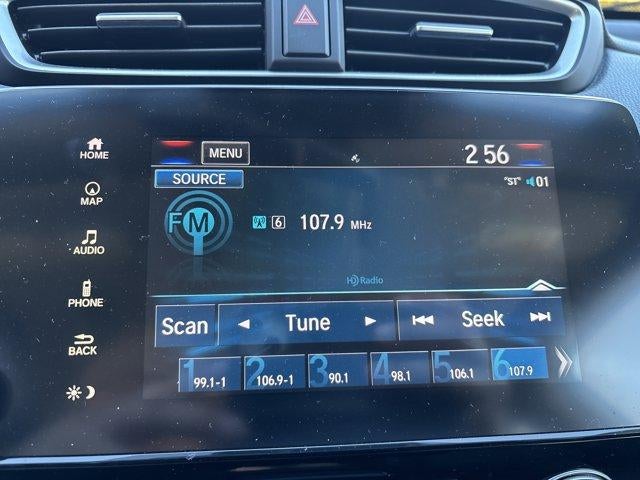 HOME
MENU
2 56
SOURCE
"ST" 01
MAP
FM
6 107.9 MHz
AUDIO
HD Radio
PHONE
Scan Tune Seek
BACK
1 99.1-1 2 106.9-1 3 90.1 4 98.1 5 106.1 6 107.9